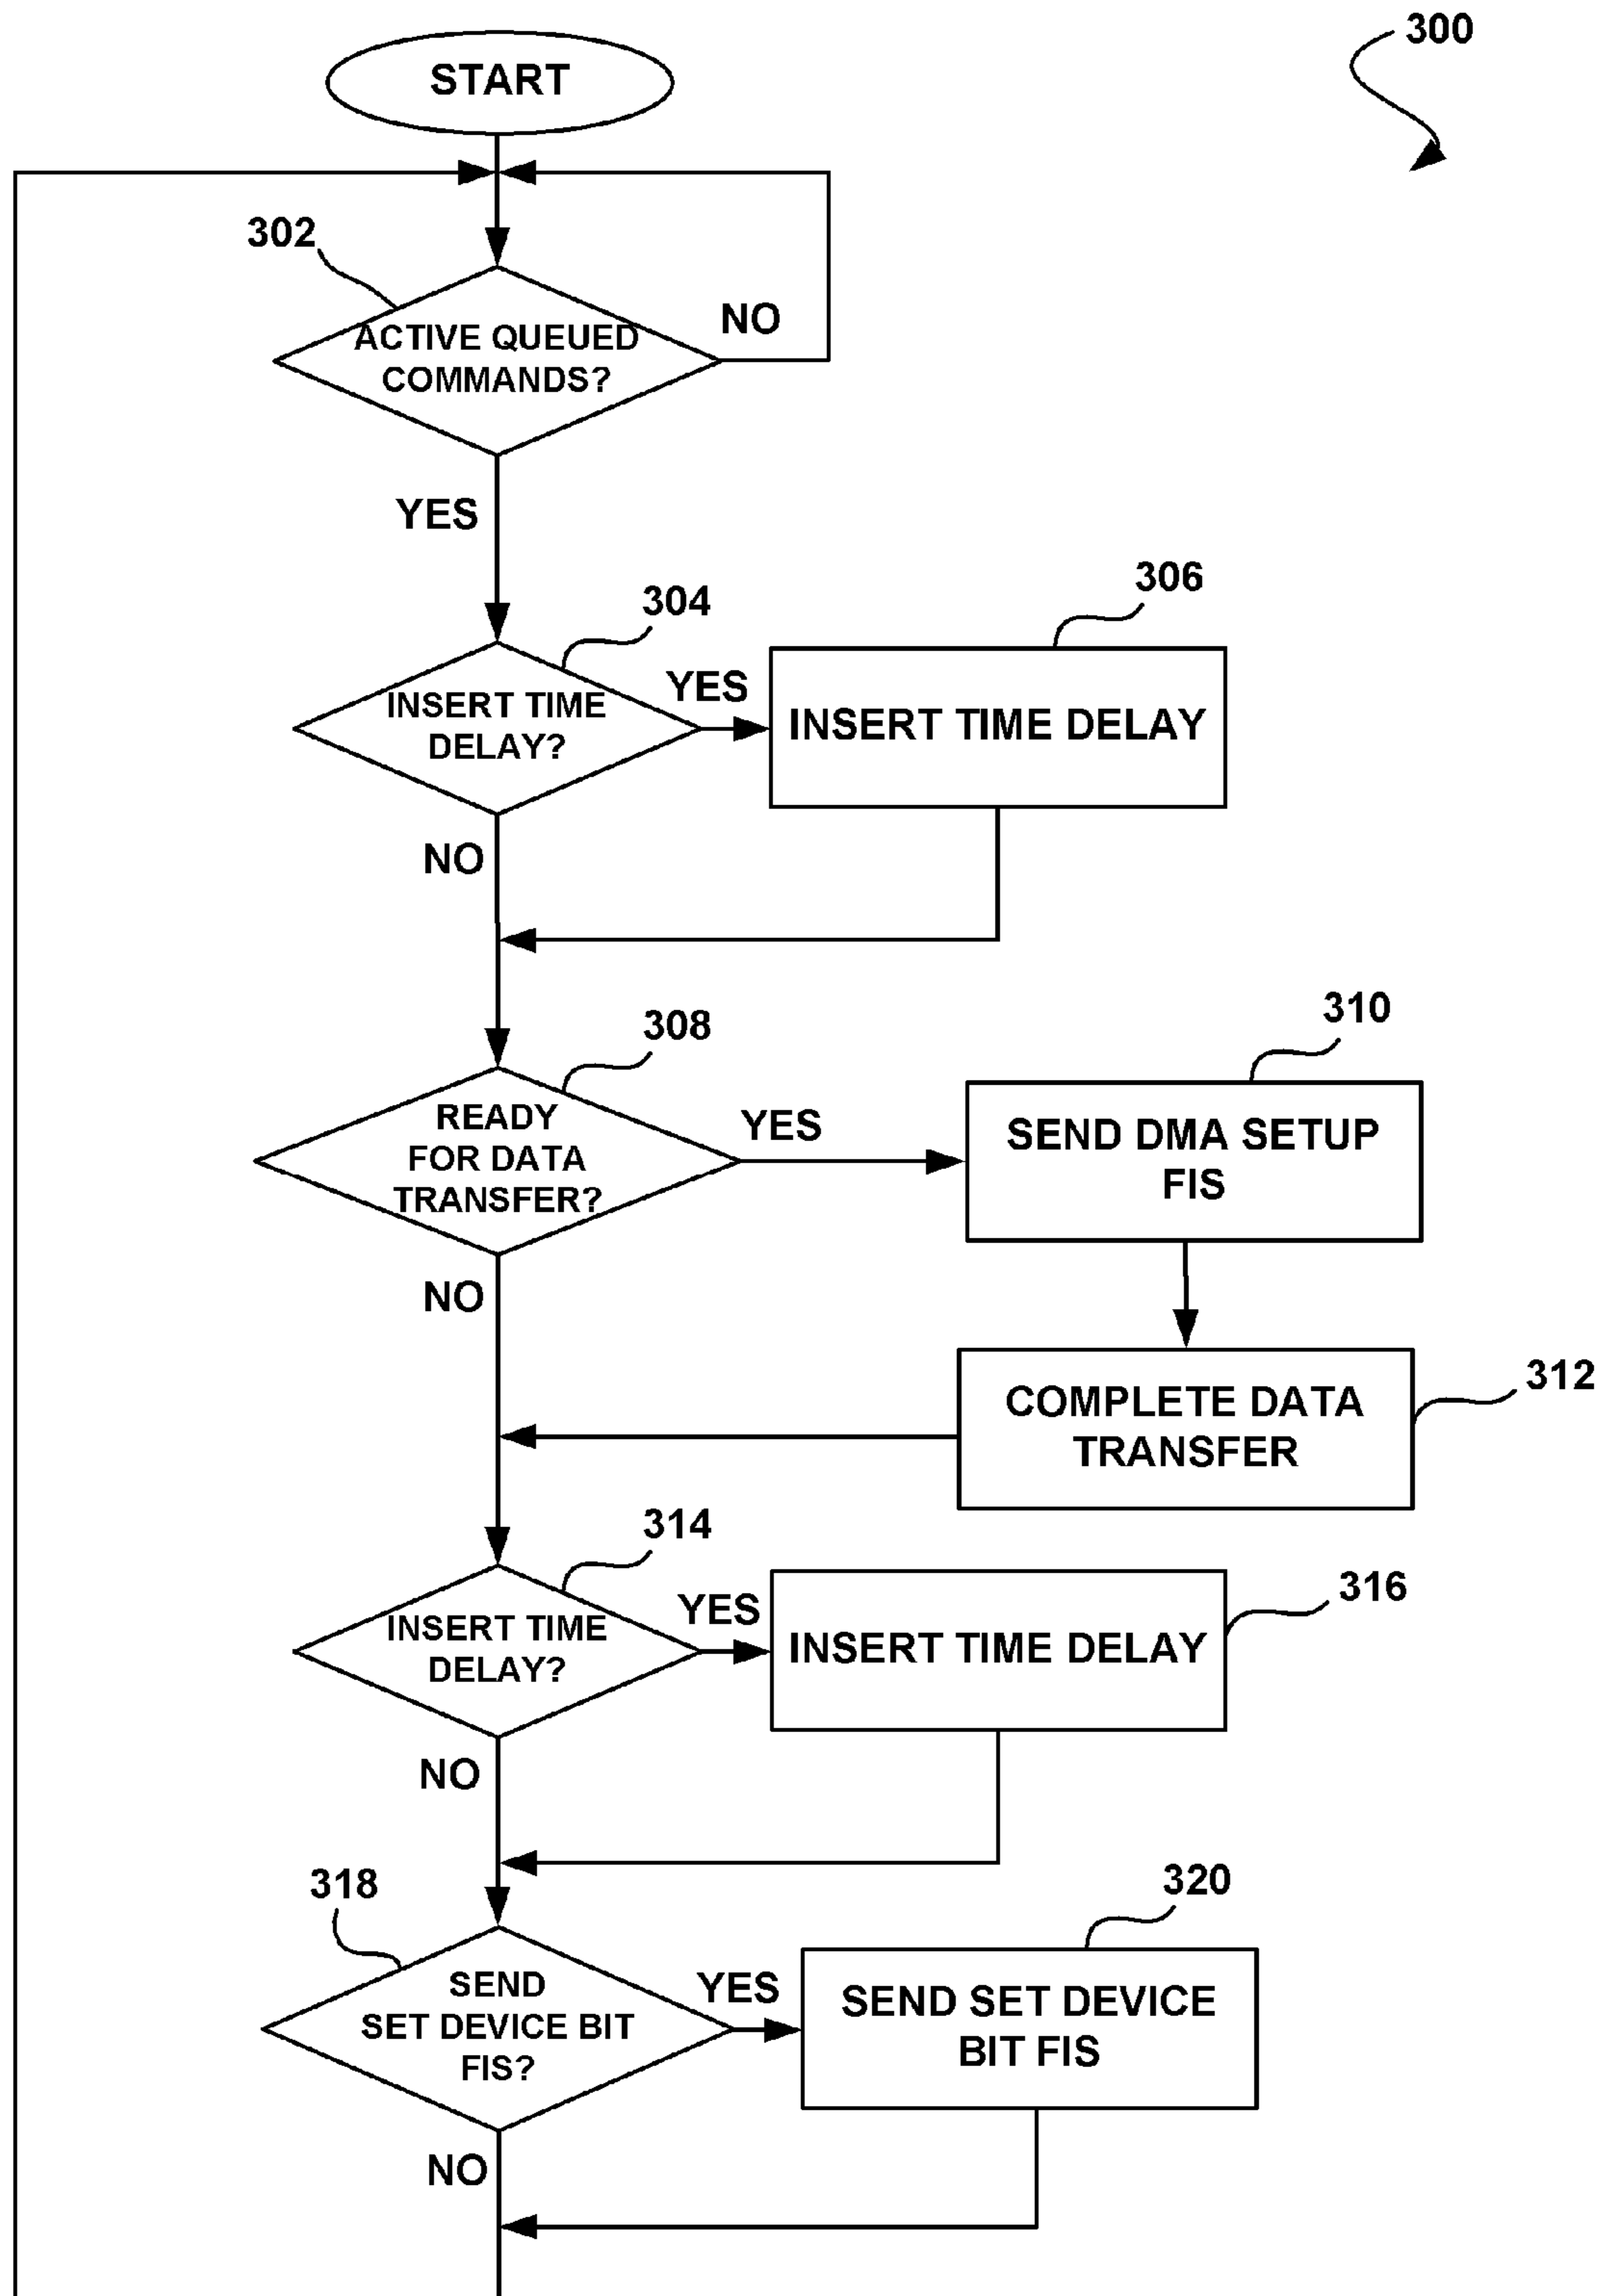 300
START
302
ACTIVE QUEUED
COMMANDS?
NO
YES
304
306
INSERT TIME
DELAY?
YES
INSERT TIME DELAY
NO
308
310
READY
FOR DATA
TRANSFER?
YES
SEND DMA SETUP
FIS
NO
312
COMPLETE DATA
TRANSFER
314
316
INSERT TIME
DELAY?
YES
INSERT TIME DELAY
NO
318
320
SEND
SET DEVICE BIT
FIS?
YES
SEND SET DEVICE
BIT FIS
NO